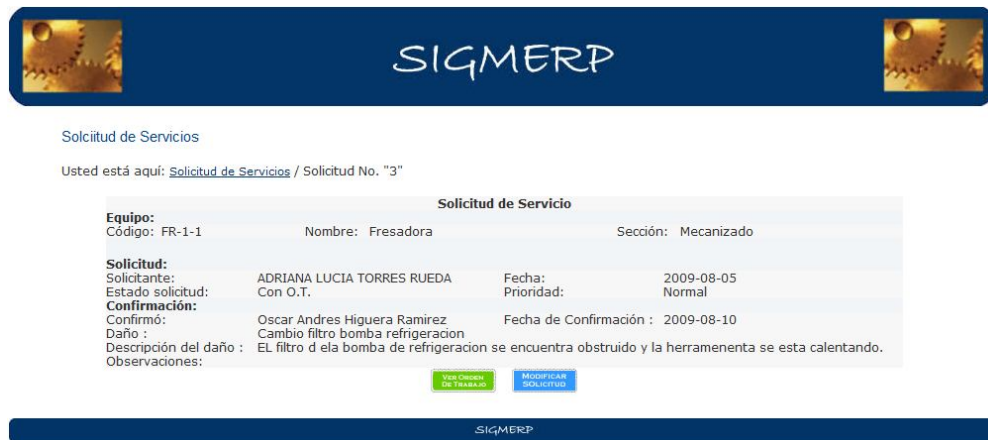 SIGMERP
Solciitud de Servicios
Usted está aquí: Solicitud de Servicios / Solicitud No. "3"
Solicitud de Servicio
Equipo:
Código: FR-1-1 Nombre: Fresadora Sección: Mecanizado
Solicitud:
Solicitante: ADRIANA LUCIA TORRES RUEDA Fecha: 2009-08-05
Estado solicitud: Con O.T. Prioridad: Normal
Confirmación:
Confirmó: Oscar Andres Higuera Ramirez Fecha de Confirmación : 2009-08-10
Daño : Cambio filtro bomba refrigeracion
Descripción del daño : EL filtro d ela bomba de refrigeracion se encuentra obstruido y la herramenenta se esta calentando.
Observaciones:
VER ORDEN DE TRABAJO
MODIFICAR SOLICITUD
SIGMERP